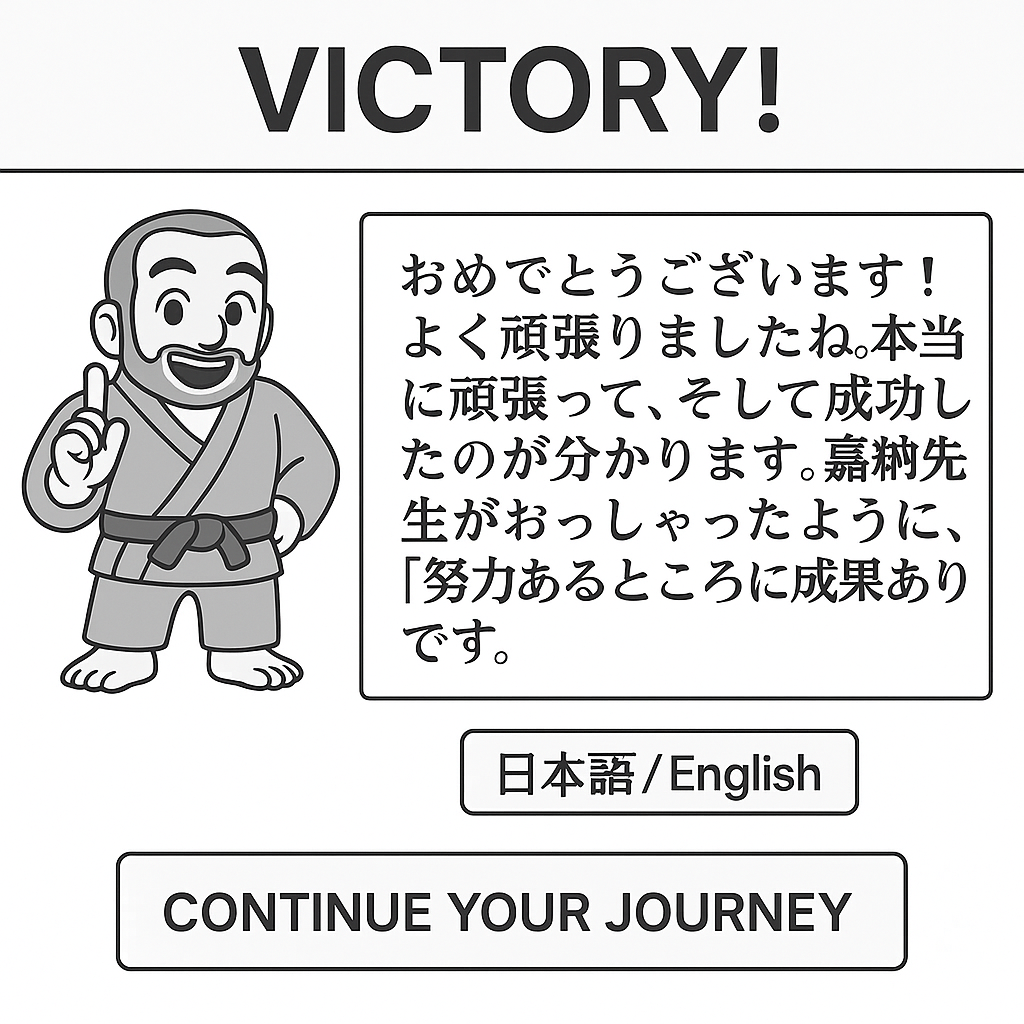 VICTORY!
おめでとうございます！
よく頑張りましたね。本当
に頑張って、そして成功し
たのが分かります。嘉納先
生がおっしゃったように、
「努力あるところに成果あり
です。
日本語/English
CONTINUE YOUR JOURNEY